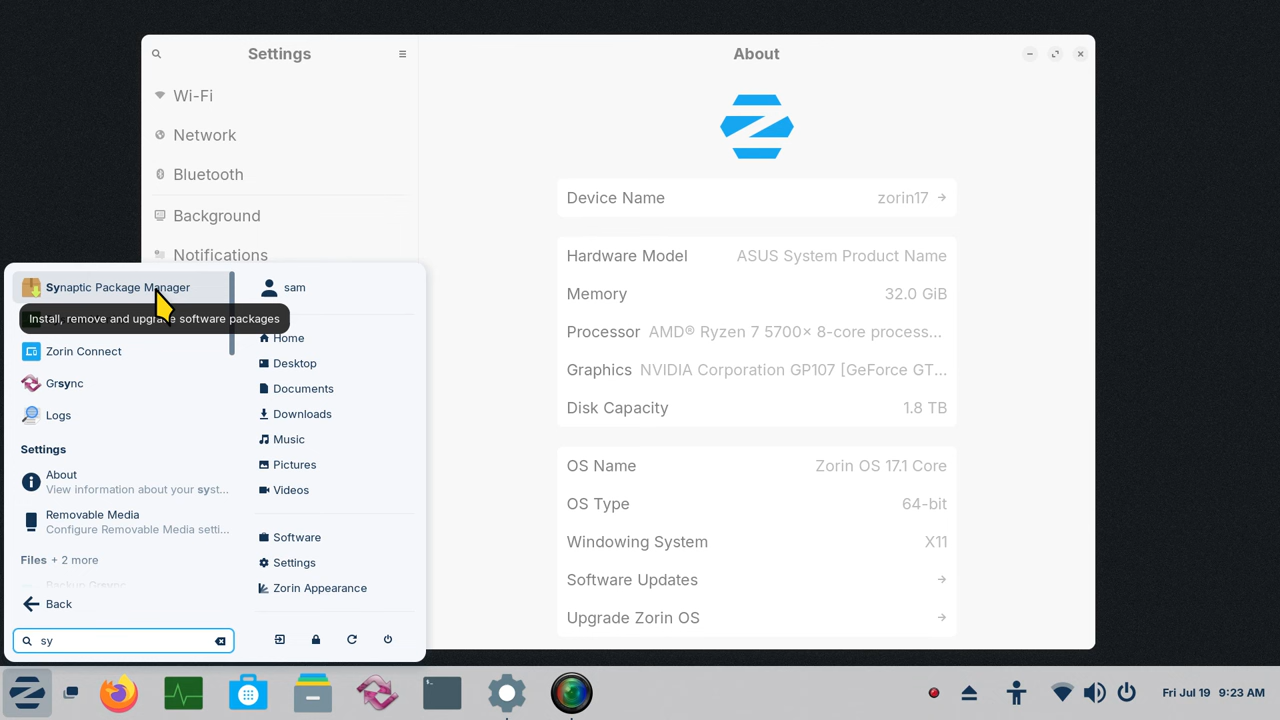 Settings
About
Wi-Fi
Network
Bluetooth
Background
Notifications
Device Name
zorin17
Hardware Model
ASUS System Product Name
Memory
32.0 GiB
Processor
AMD® Ryzen 7 5700× 8-core process...
Graphics
NVIDIA Corporation GP107 [GeForce GT...
Disk Capacity
1.8 TB
OS Name
Zorin OS 17.1 Core
OS Type
64-bit
Windowing System
X11
Software Updates
Upgrade Zorin OS
Synaptic Package Manager
Install, remove and upgrade software packages
Zorin Connect
Grsync
Logs
Settings
About
View information about your syst...
Removable Media
Configure Removable Media setti...
Files + 2 more
Backup Grsync
Back
sy
sam
Home
Desktop
Documents
Downloads
Music
Pictures
Videos
Software
Settings
Zorin Appearance
Fri Jul 19 9:23 AM